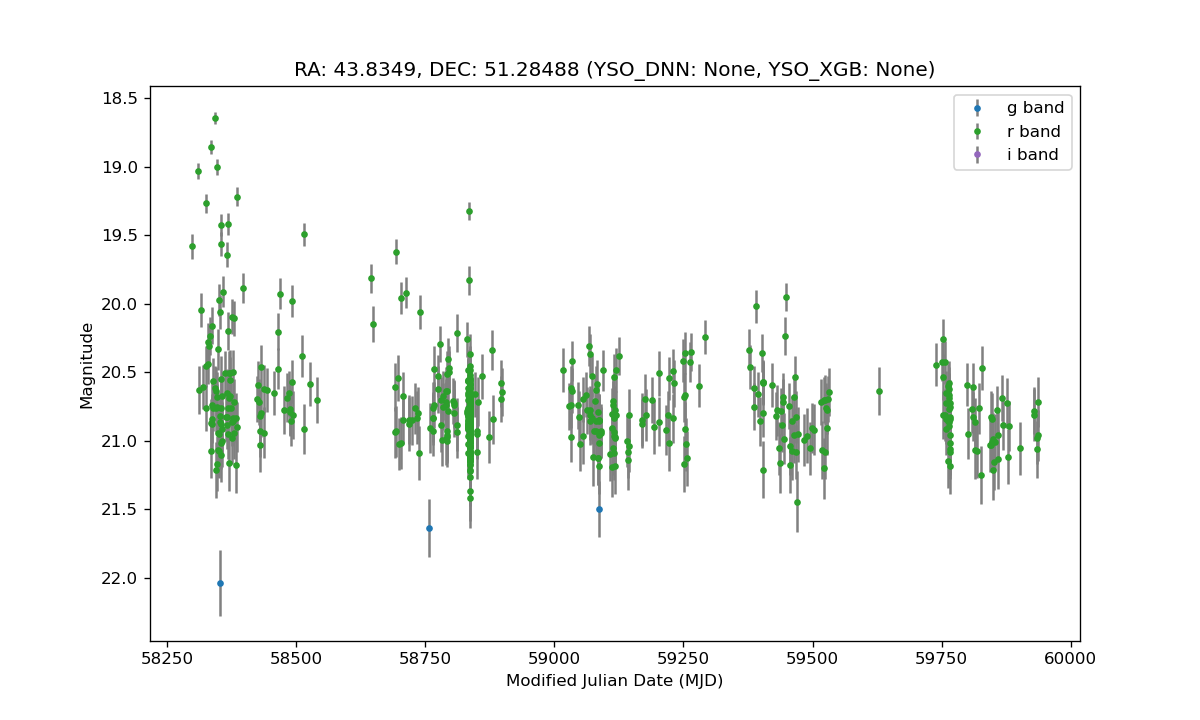 RA: 43.8349, DEC: 51.28488 (YSO_DNN: None, YSO_XGB: None)
g band
r band
i band
18.5
19.0
19.5
20.0
20.5
21.0
21.5
22.0
Magnitude
58250 58500 58750 59000 59250 59500 59750 60000
Modified Julian Date (MJD)